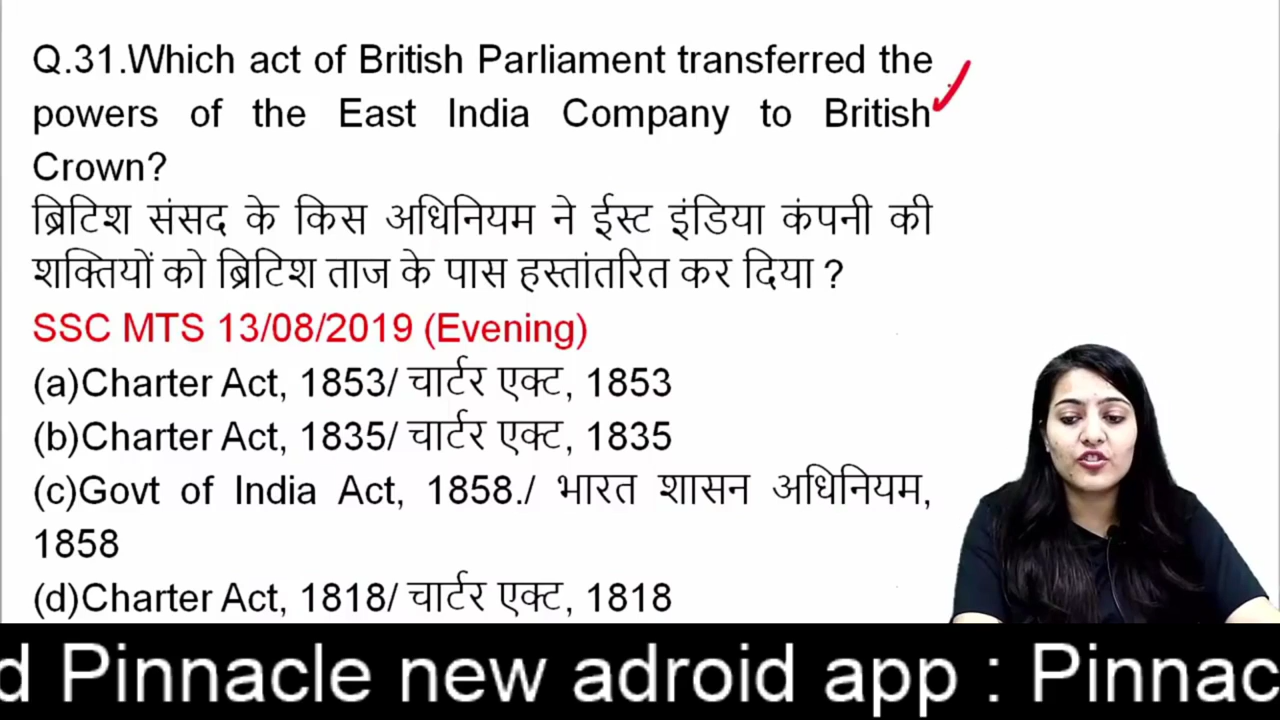 Q.31.Which act of British Parliament transferred the
powers of the East India Company to British
Crown?
ब्रिटिश संसद के किस अधिनियम ने ईस्ट इंडिया कंपनी की
शक्तियों को ब्रिटिश ताज के पास हस्तांतरित कर दिया ?
SSC MTS 13/08/2019 (Evening)
(a)Charter Act, 1853/ चार्टर एक्ट, 1853
(b)Charter Act, 1835/ चार्टर एक्ट, 1835
(c)Govt of India Act, 1858./ भारत शासन अधिनियम,
1858
(d)Charter Act, 1818/ चार्टर एक्ट, 1818
d Pinnacle new adroid app : Pinnac